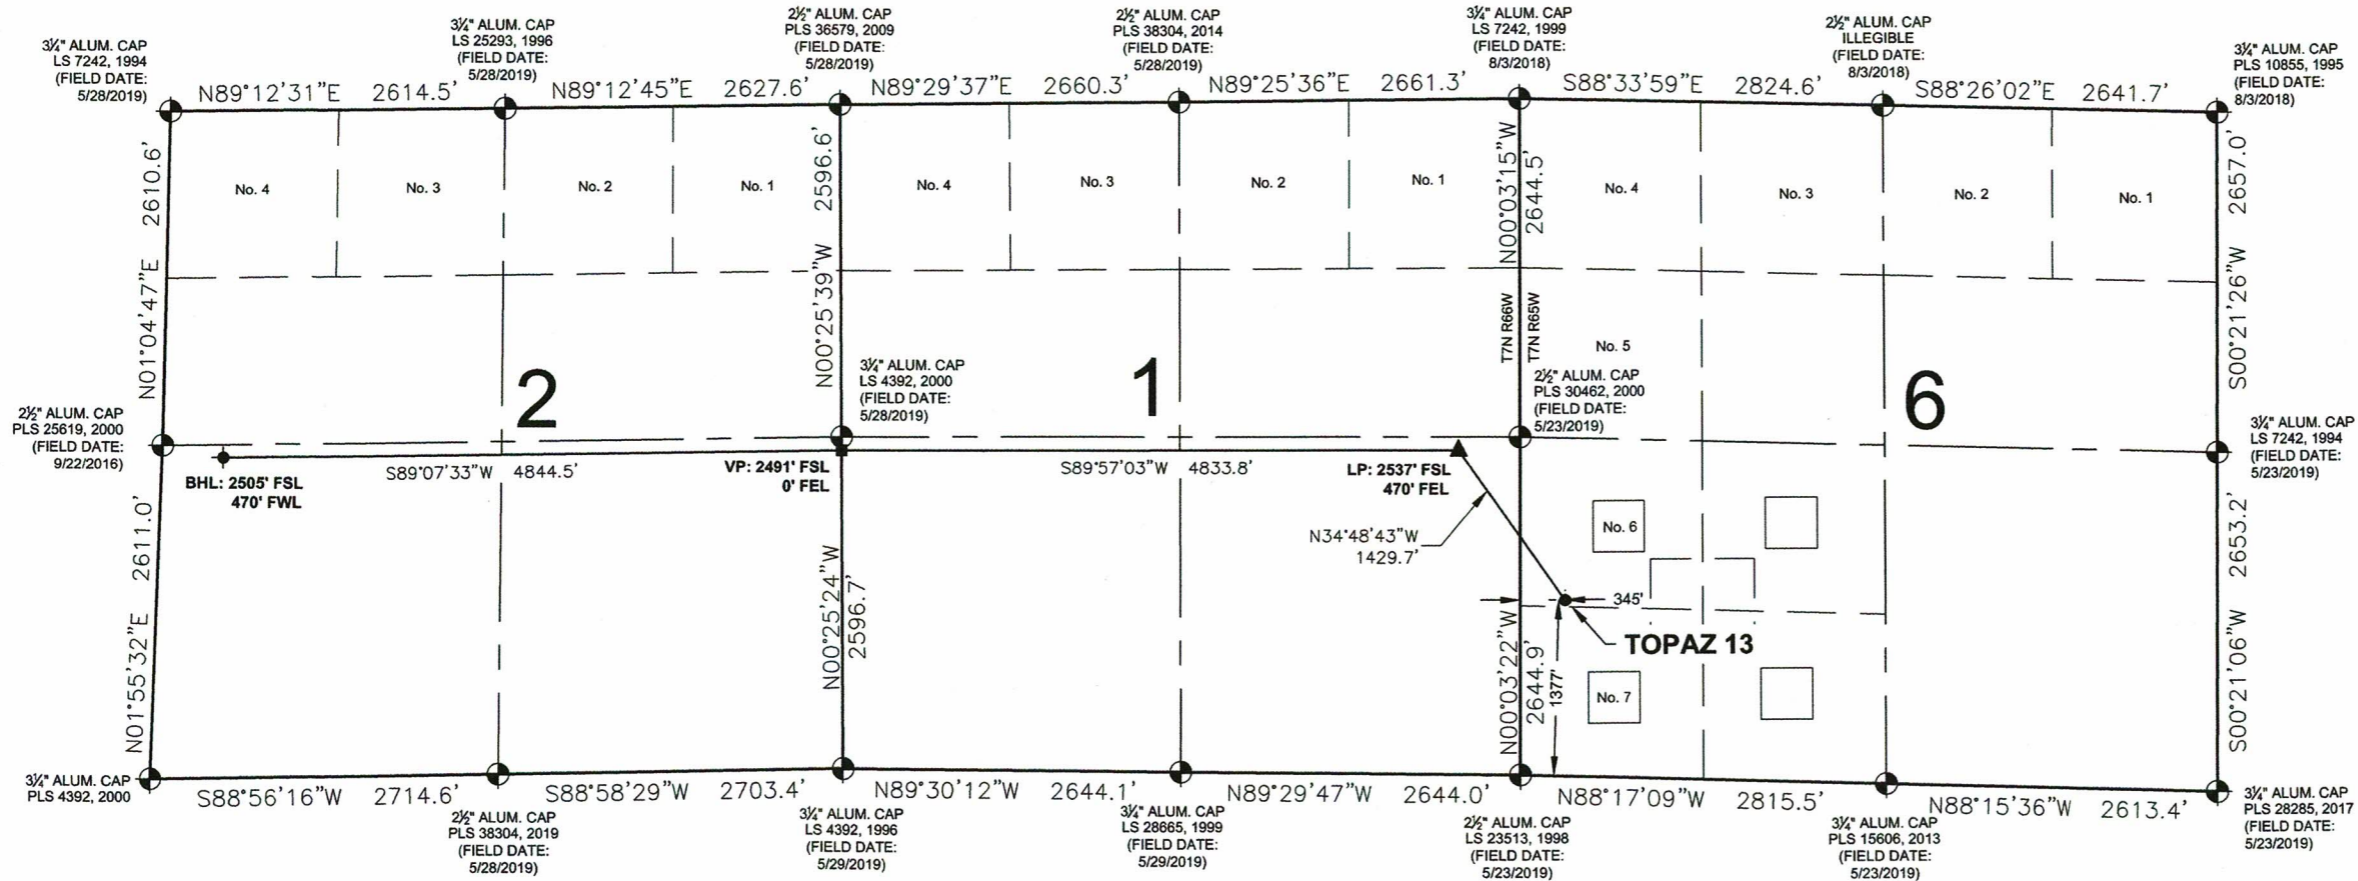 3¼" ALUM. CAP
LS 7242, 1994
(FIELD DATE:
5/28/2019)
3¼" ALUM. CAP
LS 25293, 1996
(FIELD DATE:
5/28/2019)
2½" ALUM. CAP
PLS 36579, 2009
(FIELD DATE:
5/28/2019)
2½" ALUM. CAP
PLS 38304, 2014
(FIELD DATE:
5/28/2019)
3¼" ALUM. CAP
LS 7242, 1999
(FIELD DATE:
8/3/2018)
2½" ALUM. CAP
ILLEGIBLE
(FIELD DATE:
8/3/2018)
3¼" ALUM. CAP
PLS 10855, 1995
(FIELD DATE:
8/3/2018)
N89°12'31"E 2614.5'
N89°12'45"E 2627.6'
N89°29'37"E 2660.3'
N89°25'36"E 2661.3'
S88°33'59"E 2824.6'
S88°26'02"E 2641.7'
N01°04'47"E 2610.6'
N00°25'39"W 2596.6'
N00°03'15"W
2644.5'
S00°21'26"W 2657.0'
No. 4
No. 3
No. 2
No. 1
No. 4
No. 3
No. 2
No. 1
No. 4
No. 3
No. 2
No. 1
T7N R66W
T7N R65W
No. 5
2
1
6
3¼" ALUM. CAP
LS 4392, 2000
(FIELD DATE:
5/28/2019)
2½" ALUM. CAP
PLS 30462, 2000
(FIELD DATE:
5/23/2019)
2½" ALUM. CAP
PLS 25619, 2000
(FIELD DATE:
9/22/2016)
3¼" ALUM. CAP
LS 7242, 1994
(FIELD DATE:
5/23/2019)
BHL: 2505' FSL
470' FWL
S89°07'33"W 4844.5'
VP: 2491' FSL
0' FEL
S89°57'03"W 4833.8'
LP: 2537' FSL
470' FEL
N34°48'43"W
1429.7'
No. 6
345'
TOPAZ 13
1377'
No. 7
N01°55'32"E 2611.0'
N00°25'24"W
2596.7'
N00°03'22"W
2644.9'
S00°21'06"W 2653.2'
S88°56'16"W 2714.6'
S88°58'29"W 2703.4'
N89°30'12"W 2644.1'
N89°29'47"W 2644.0'
N88°17'09"W 2815.5'
N88°15'36"W 2613.4'
3¼" ALUM. CAP
PLS 4392, 2000
2½" ALUM. CAP
PLS 38304, 2019
(FIELD DATE:
5/28/2019)
3¼" ALUM. CAP
LS 4392, 1996
(FIELD DATE:
5/29/2019)
3¼" ALUM. CAP
LS 28665, 1999
(FIELD DATE:
5/29/2019)
2½" ALUM. CAP
LS 23513, 1998
(FIELD DATE:
5/23/2019)
3¼" ALUM. CAP
PLS 15606, 2013
(FIELD DATE:
5/23/2019)
3¼" ALUM. CAP
PLS 28285, 2017
(FIELD DATE:
5/23/2019)